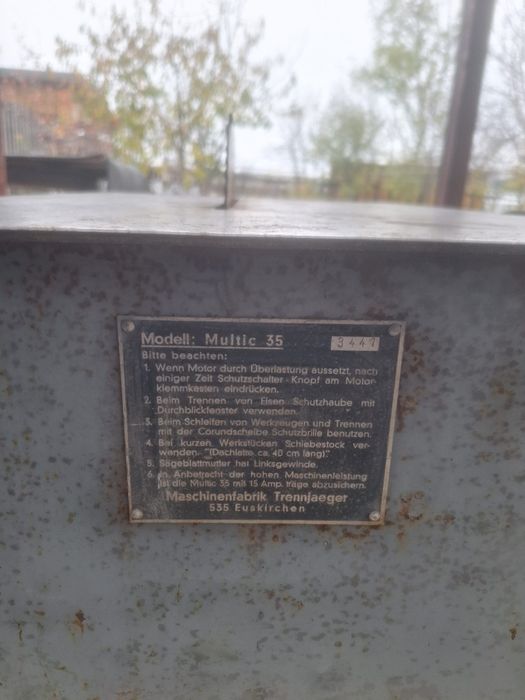 Modell: Multic 35 3447
Bitte beachten:
1. Wenn Motor durch Überlastung aussetzt, nach
einiger Zeit Schutzschalter-Knopf am Motor-
klemmkasten eindrücken.
2. Beim Trennen von Eisen Schutzhaube mit
Durchblickfenster verwenden.
3. Beim Schleifen von Werkzeugen und Trennen
mit der Corundscheibe Schutzbrille benutzen.
4. Bei kurzen Werkstücken Schiebestock ver-
wenden. "(Dachlatte ca. 40 cm lang)"
5. Sägeblattmutter hat Linksgewinde.
6. In Anbetracht der hohen Maschinenleistung
ist die Multic 35 mit 15 Amp. träge abzusichern.
Maschinenfabrik Trennjaeger
535 Euskirchen